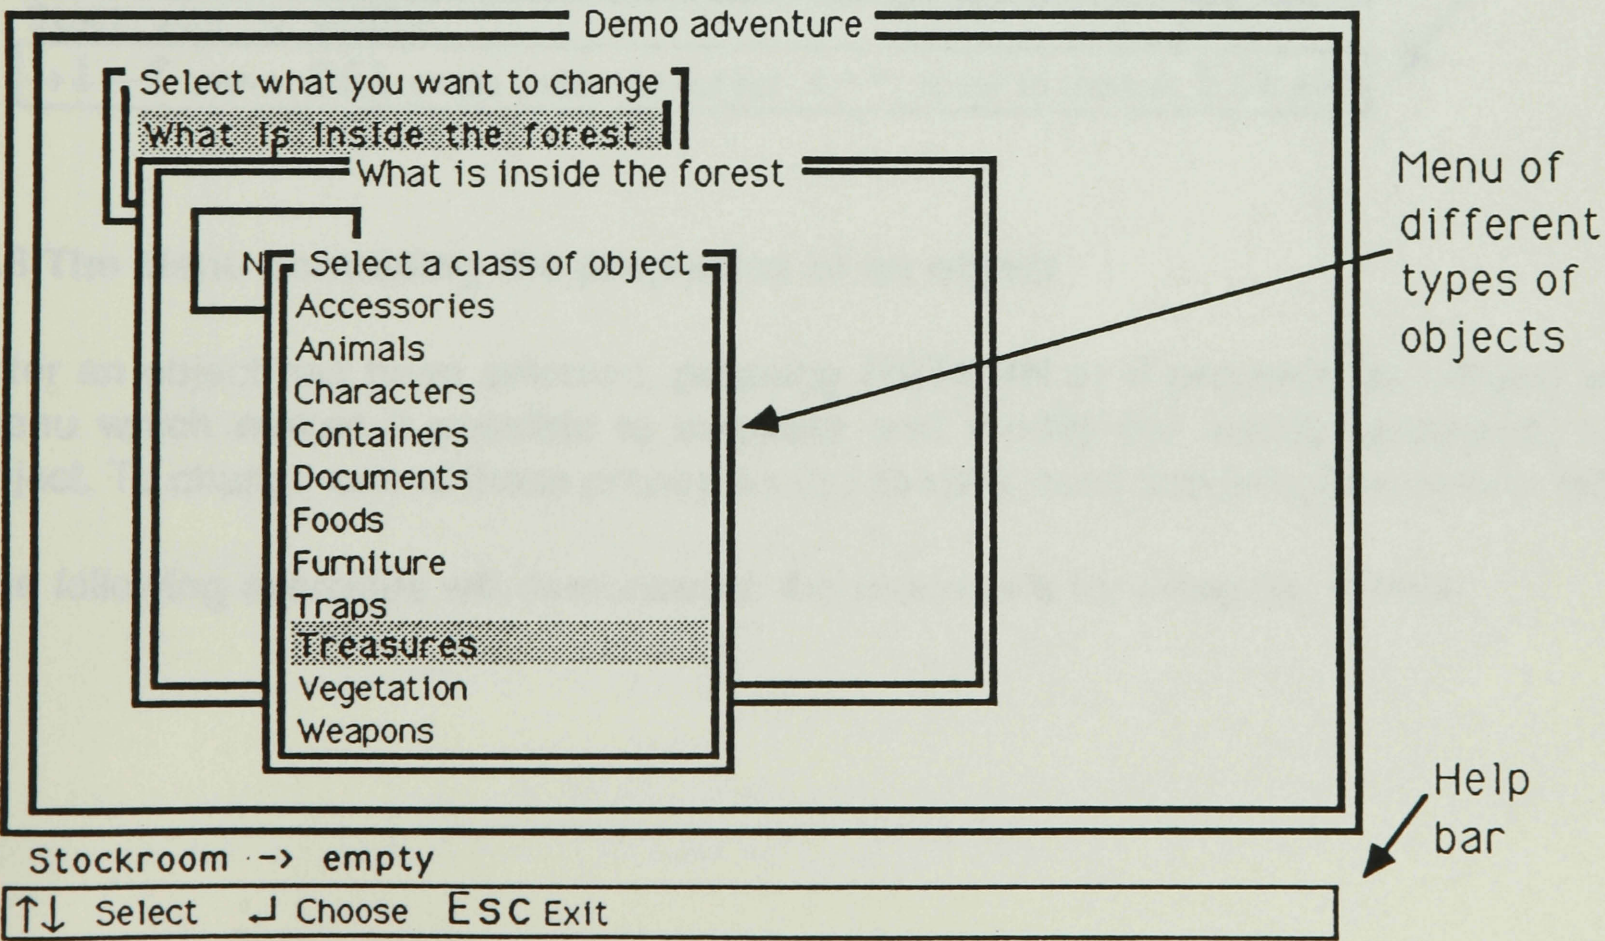 Demo adventure
Select what you want to change
What is inside the forest
What is inside the forest
N
Select a class of object
Accessories
Animals
Characters
Containers
Documents
Foods
Furniture
Traps
Treasures
Vegetation
Weapons
Menu of
different
types of
objects
Help
bar
Stockroom -> empty
↑↓ Select ↵ Choose ESC Exit